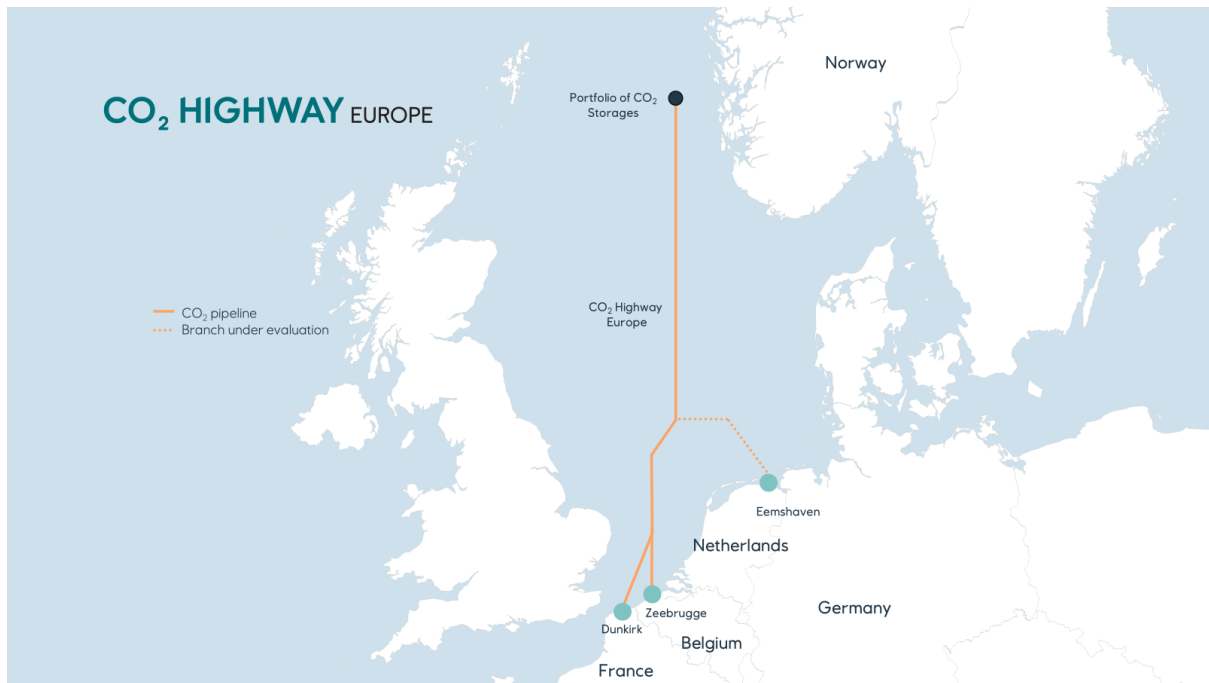 Norway
Portfolio of CO₂
Storages
CO₂ HIGHWAY EUROPE
CO₂ Highway
Europe
CO₂ pipeline
Branch under evaluation
Eemshaven
Netherlands
Germany
Zeebrugge
Dunkirk
Belgium
France